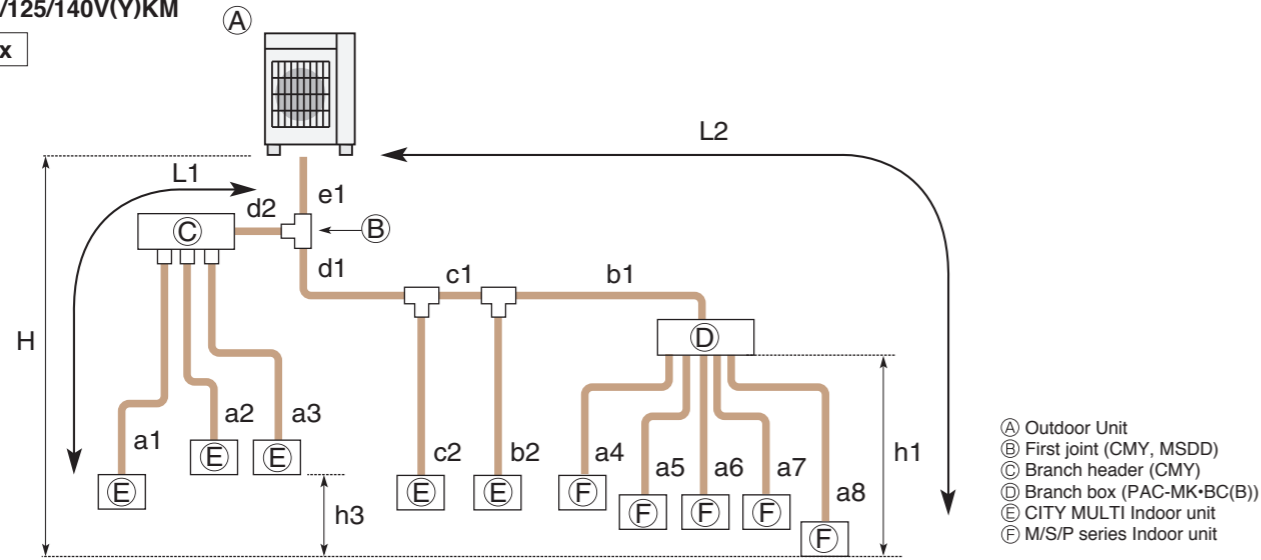 /125/140V(Y)KM
x
Ⓐ
L2
L1
e1
d2
Ⓒ
Ⓑ
d1
c1
b1
H
Ⓓ
a1
a2
a3
c2
b2
a4
a5
a6
a7
a8
h1
Ⓔ
Ⓔ
Ⓔ
Ⓔ
Ⓔ
Ⓕ
Ⓕ
Ⓕ
Ⓕ
Ⓕ
h3
Ⓐ Outdoor Unit
Ⓑ First joint (CMY, MSDD)
Ⓒ Branch header (CMY)
Ⓓ Branch box (PAC-MK•BC(B))
Ⓔ CITY MULTI Indoor unit
Ⓕ M/S/P series Indoor unit